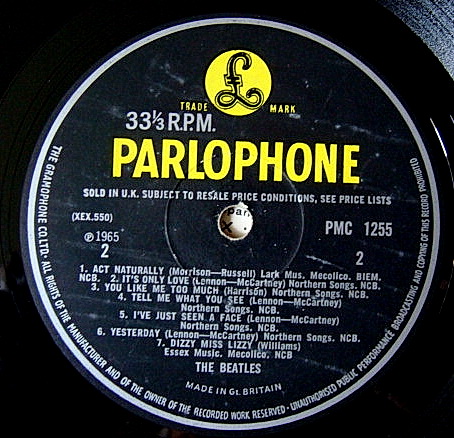 £
TRADE MARK
33⅓ R.P.M.
PARLOPHONE
SOLD IN U.K. SUBJECT TO RESALE PRICE CONDITIONS, SEE PRICE LISTS
(XEX.550)
PMC 1255
℗1965
2
2
1. ACT NATURALLY (Morrison—Russell) Lark Mus. Mecolico. BIEM.
NCB. 2. IT'S ONLY LOVE (Lennon—McCartney) Northern Songs. NCB.
3. YOU LIKE ME TOO MUCH (Harrison) Northern Songs. NCB.
4. TELL ME WHAT YOU SEE (Lennon—McCartney)
Northern Songs. NCB.
5. I'VE JUST SEEN A FACE (Lennon—McCartney)
Northern Songs. NCB.
6. YESTERDAY (Lennon—McCartney) Northern Songs. NCB.
7. DIZZY MISS LIZZY (Williams)
Essex Music. Mecolico. NCB.
THE BEATLES
MADE IN Gt. BRITAIN
THE GRAMOPHONE CO. LTD. · ALL RIGHTS OF THE MANUFACTURER AND OF THE OWNER OF THE RECORDED WORK RESERVED · UNAUTHORISED PUBLIC PERFORMANCE BROADCASTING AND COPYING OF THIS RECORD PROHIBITED